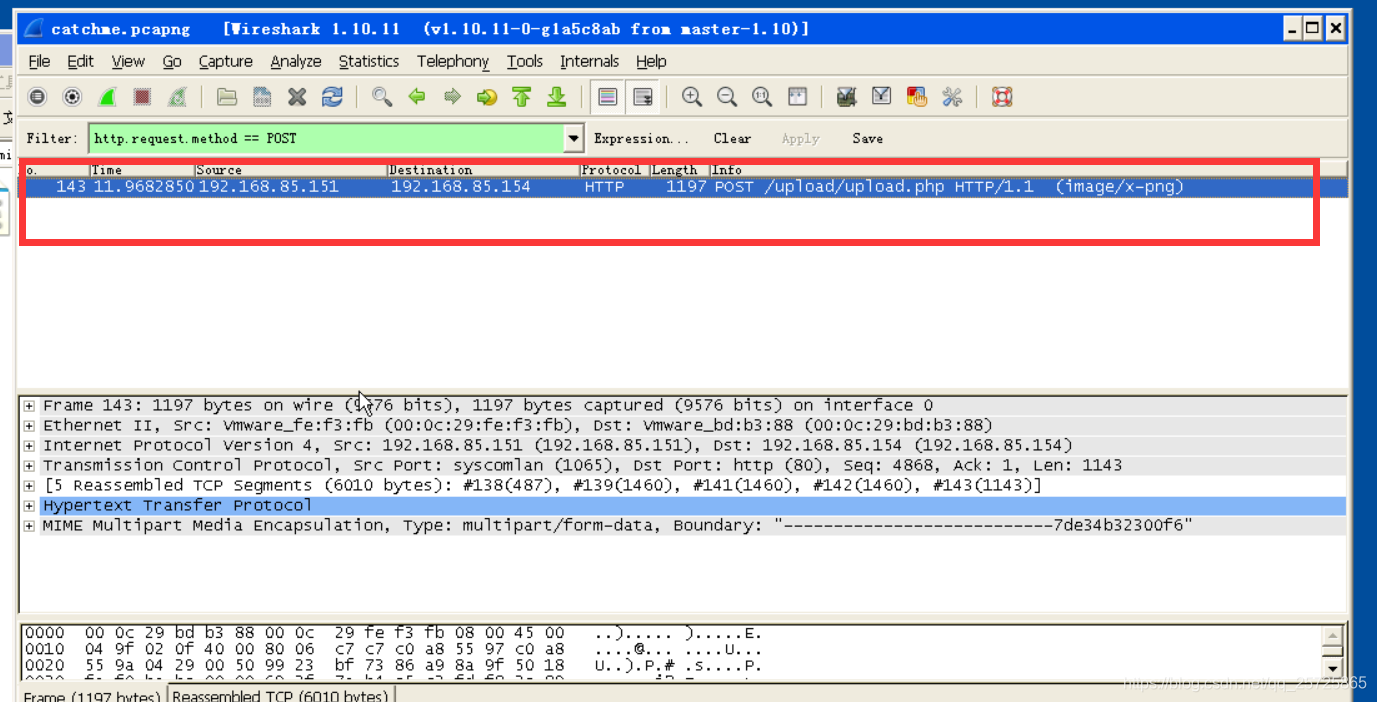 catchme.pcapng [Wireshark 1.10.11 (v1.10.11-0-g1a5c8ab from master-1.10)]
File Edit View Go Capture Analyze Statistics Telephony Tools Internals Help
Filter: http.request.method == POST Expression... Clear Apply Save
o. Time Source Destination Protocol Length Info
143 11.9682850 192.168.85.151 192.168.85.154 HTTP 1197 POST /upload/upload.php HTTP/1.1 (image/x-png)
Frame 143: 1197 bytes on wire (9576 bits), 1197 bytes captured (9576 bits) on interface 0
Ethernet II, Src: Vmware_fe:f3:fb (00:0c:29:fe:f3:fb), Dst: Vmware_bd:b3:88 (00:0c:29:bd:b3:88)
Internet Protocol Version 4, Src: 192.168.85.151 (192.168.85.151), Dst: 192.168.85.154 (192.168.85.154)
Transmission Control Protocol, Src Port: syscomlan (1065), Dst Port: http (80), Seq: 4868, Ack: 1, Len: 1143
[5 Reassembled TCP Segments (6010 bytes): #138(487), #139(1460), #141(1460), #142(1460), #143(1143)]
Hypertext Transfer Protocol
MIME Multipart Media Encapsulation, Type: multipart/form-data, Boundary: "---------------------------7de34b32300f6"
0000 00 0c 29 bd b3 88 00 0c 29 fe f3 fb 08 00 45 00 ..)..... ).....E.
0010 04 9f 02 0f 40 00 80 06 c7 c7 c0 a8 55 97 c0 a8 ....@... ....U...
0020 55 9a 04 29 00 50 99 23 bf 73 86 a9 8a 9f 50 18 U..).P.# .s....P.
Frame (1197 bytes) Reassembled TCP (6010 bytes)